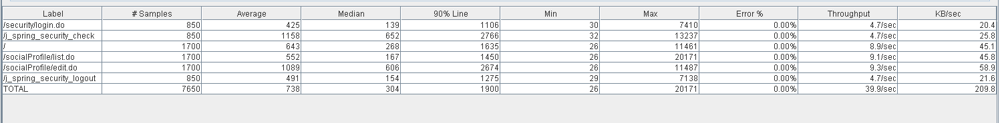 Label # Samples Average Median 90% Line Min Max Error % Throughput KB/sec
/security/login.do 850 425 139 1106 30 7410 0.00% 4.7/sec 20.4
/j_spring_security_check 850 1158 652 2766 32 13237 0.00% 4.7/sec 25.8
/ 1700 643 268 1635 26 11461 0.00% 8.9/sec 45.1
/socialProfile/list.do 1700 552 167 1450 26 20171 0.00% 9.1/sec 45.8
/socialProfile/edit.do 1700 1089 606 2674 26 11487 0.00% 9.3/sec 58.9
/j_spring_security_logout 850 491 154 1275 29 7138 0.00% 4.7/sec 21.6
TOTAL 7650 738 304 1900 26 20171 0.00% 39.9/sec 209.8